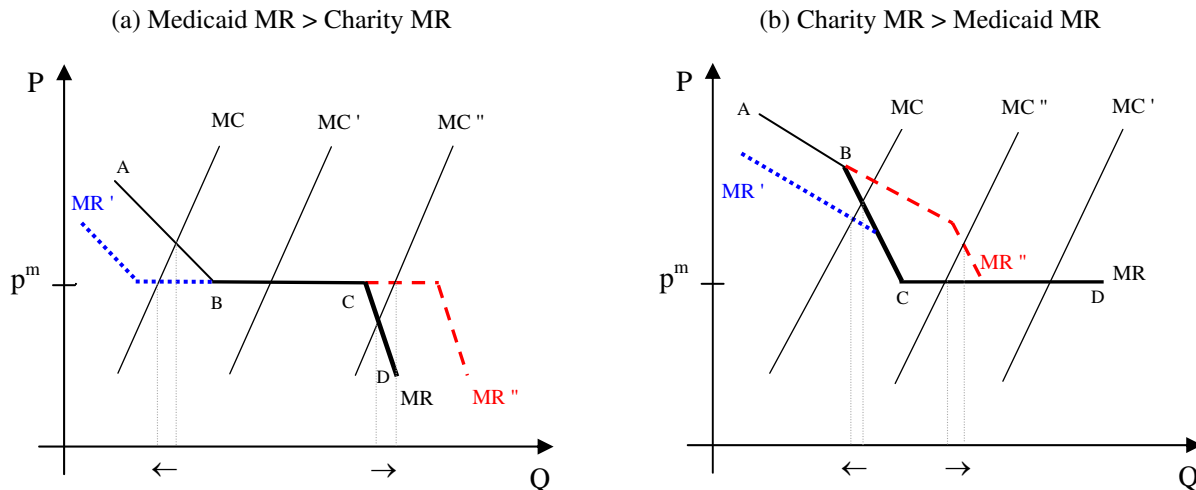 (a) Medicaid MR > Charity MR
P
MC
MC '
MC "
A
MR '
p^m
B
C
D
MR
MR "
← →
Q
(b) Charity MR > Medicaid MR
P
MC
MC "
MC '
A
B
MR '
p^m
MR "
MR
C
D
← →
Q